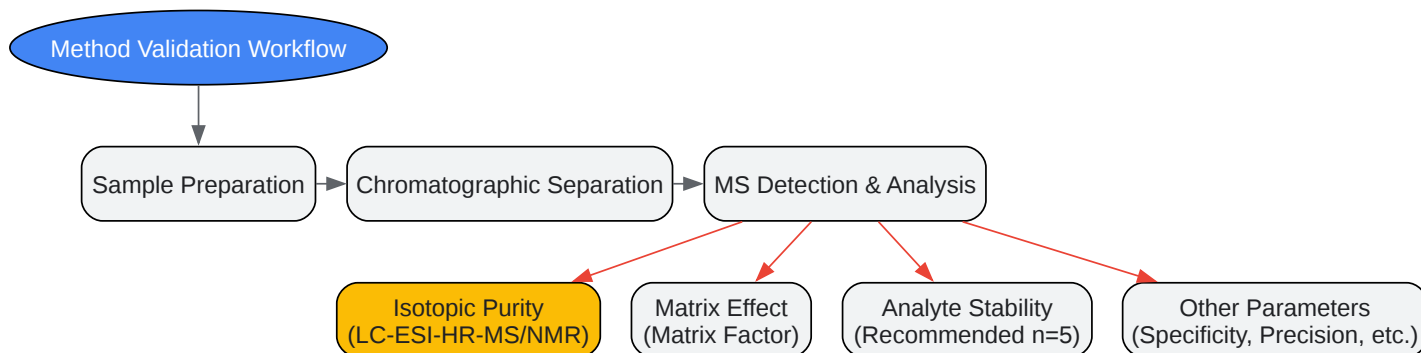 Method Validation Workflow
Sample Preparation
Chromatographic Separation
MS Detection & Analysis
Isotopic Purity
(LC-ESI-HR-MS/NMR)
Matrix Effect
(Matrix Factor)
Analyte Stability
(Recommended n=5)
Other Parameters
(Specificity, Precision, etc.)